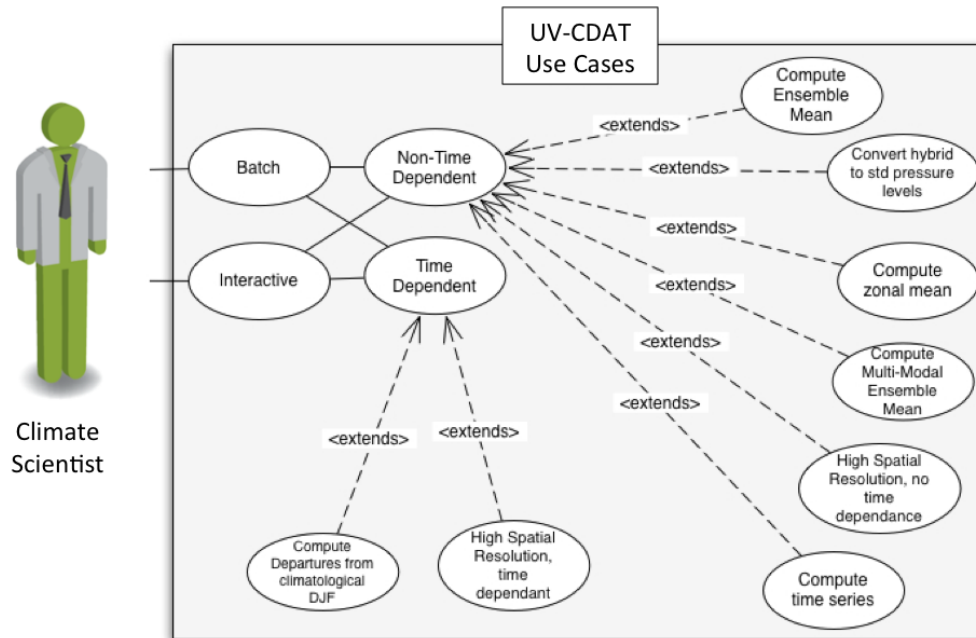 UV-CDAT
Use Cases
Compute
Ensemble
Mean
<extends>
Batch
Non-Time
Dependent
<extends>
Convert hybrid
to std pressure
levels
<extends>
Interactive
Time
Dependent
Compute
zonal mean
<extends>
<extends>
Compute
Multi-Modal
Ensemble
Mean
<extends>
Climate
Scientist
<extends>
<extends>
High Spatial
Resolution, no
time
dependance
Compute
Departures from
climatological
DJF
High Spatial
Resolution,
time
dependant
Compute
time series